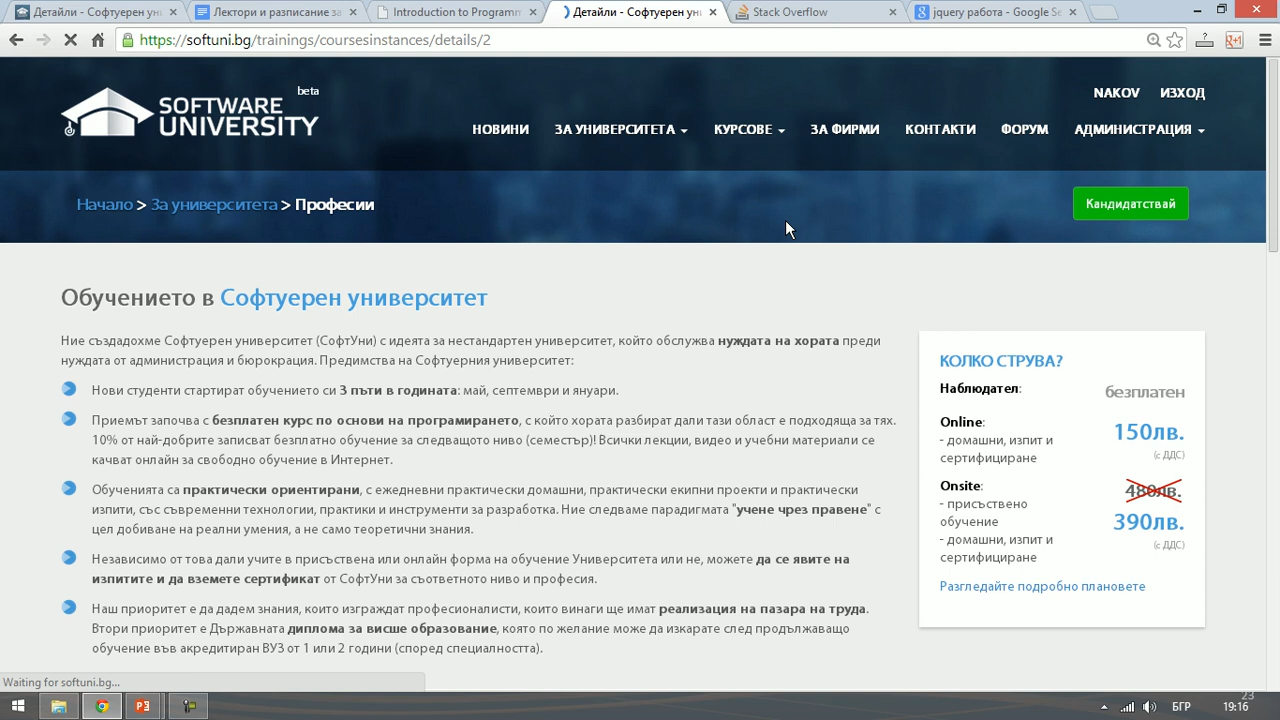 Детайли - Софтуерен уни
Лектори и разписание за
Introduction to Programm
Детайли - Софтуерен уни
Stack Overflow
jquery работа - Google Se
https://softuni.bg/trainings/coursesinstances/details/2
SOFTWARE UNIVERSITY beta
NAKOV ИЗХОД
НОВИНИ ЗА УНИВЕРСИТЕТА КУРСОВЕ ЗА ФИРМИ КОНТАКТИ ФОРУМ АДМИНИСТРАЦИЯ
Начало > За университета > Професии
Кандидатствай
Обучението в Софтуерен университет
Ние създадохме Софтуерен университет (СофтУни) с идеята за нестандартен университет, който обслужва нуждата на хората преди
нуждата от администрация и бюрокрация. Предимства на Софтуерния университет:
Нови студенти стартират обучението си 3 пъти в годината: май, септември и януари.
Приемът започва с безплатен курс по основи на програмирането, с който хората разбират дали тази област е подходяща за тях.
10% от най-добрите записват безплатно обучение за следващото ниво (семестър)! Всички лекции, видео и учебни материали се
качват онлайн за свободно обучение в Интернет.
Обученията са практически ориентирани, с ежедневни практически домашни, практически екипни проекти и практически
изпити, със съвременни технологии, практики и инструменти за разработка. Ние следваме парадигмата "учене чрез правене" с
цел добиване на реални умения, а не само теоретични знания.
Независимо от това дали учите в присъствена или онлайн форма на обучение Университета или не, можете да се явите на
изпитите и да вземете сертификат от СофтУни за съответното ниво и професия.
Наш приоритет е да дадем знания, които изграждат професионалисти, които винаги ще имат реализация на пазара на труда.
Втори приоритет е Държавната диплома за висше образование, която по желание може да изкарате след продължаващо
обучение във акредитиран ВУЗ от 1 или 2 години (според специалността).
КОЛКО СТРУВА?
Наблюдател: безплатен
Online: 150лв.
- домашни, изпит и
сертифициране (с ДДС)
Onsite: 480лв.
- присъствено
обучение 390лв.
- домашни, изпит и (с ДДС)
сертифициране
Разгледайте подробно плановете
Waiting for softuni.bg...
23
БГР 19:16